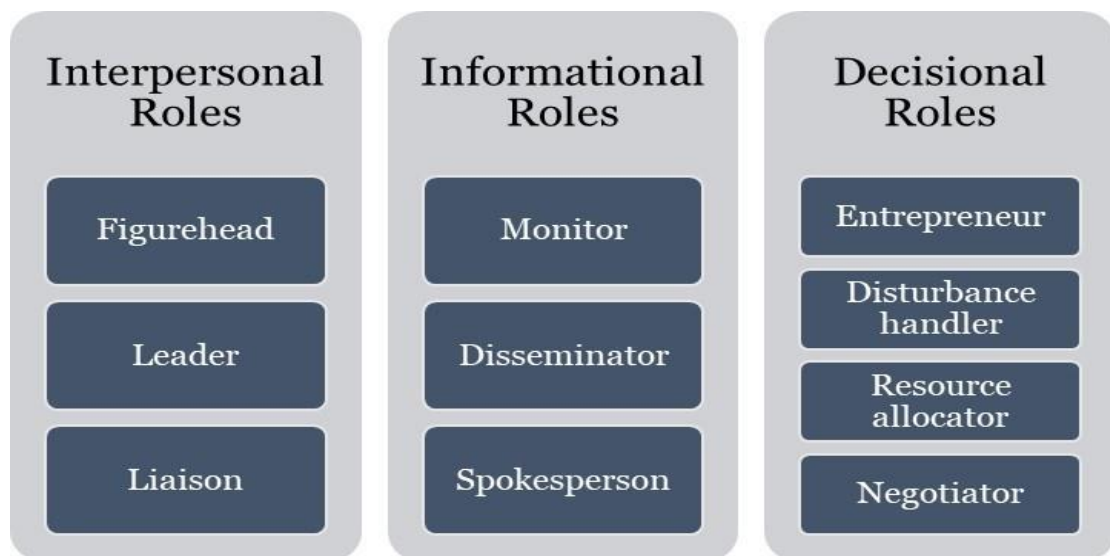 Interpersonal
Roles
Figurehead
Leader
Liaison
Informational
Roles
Monitor
Disseminator
Spokesperson
Decisional
Roles
Entrepreneur
Disturbance
handler
Resource
allocator
Negotiator